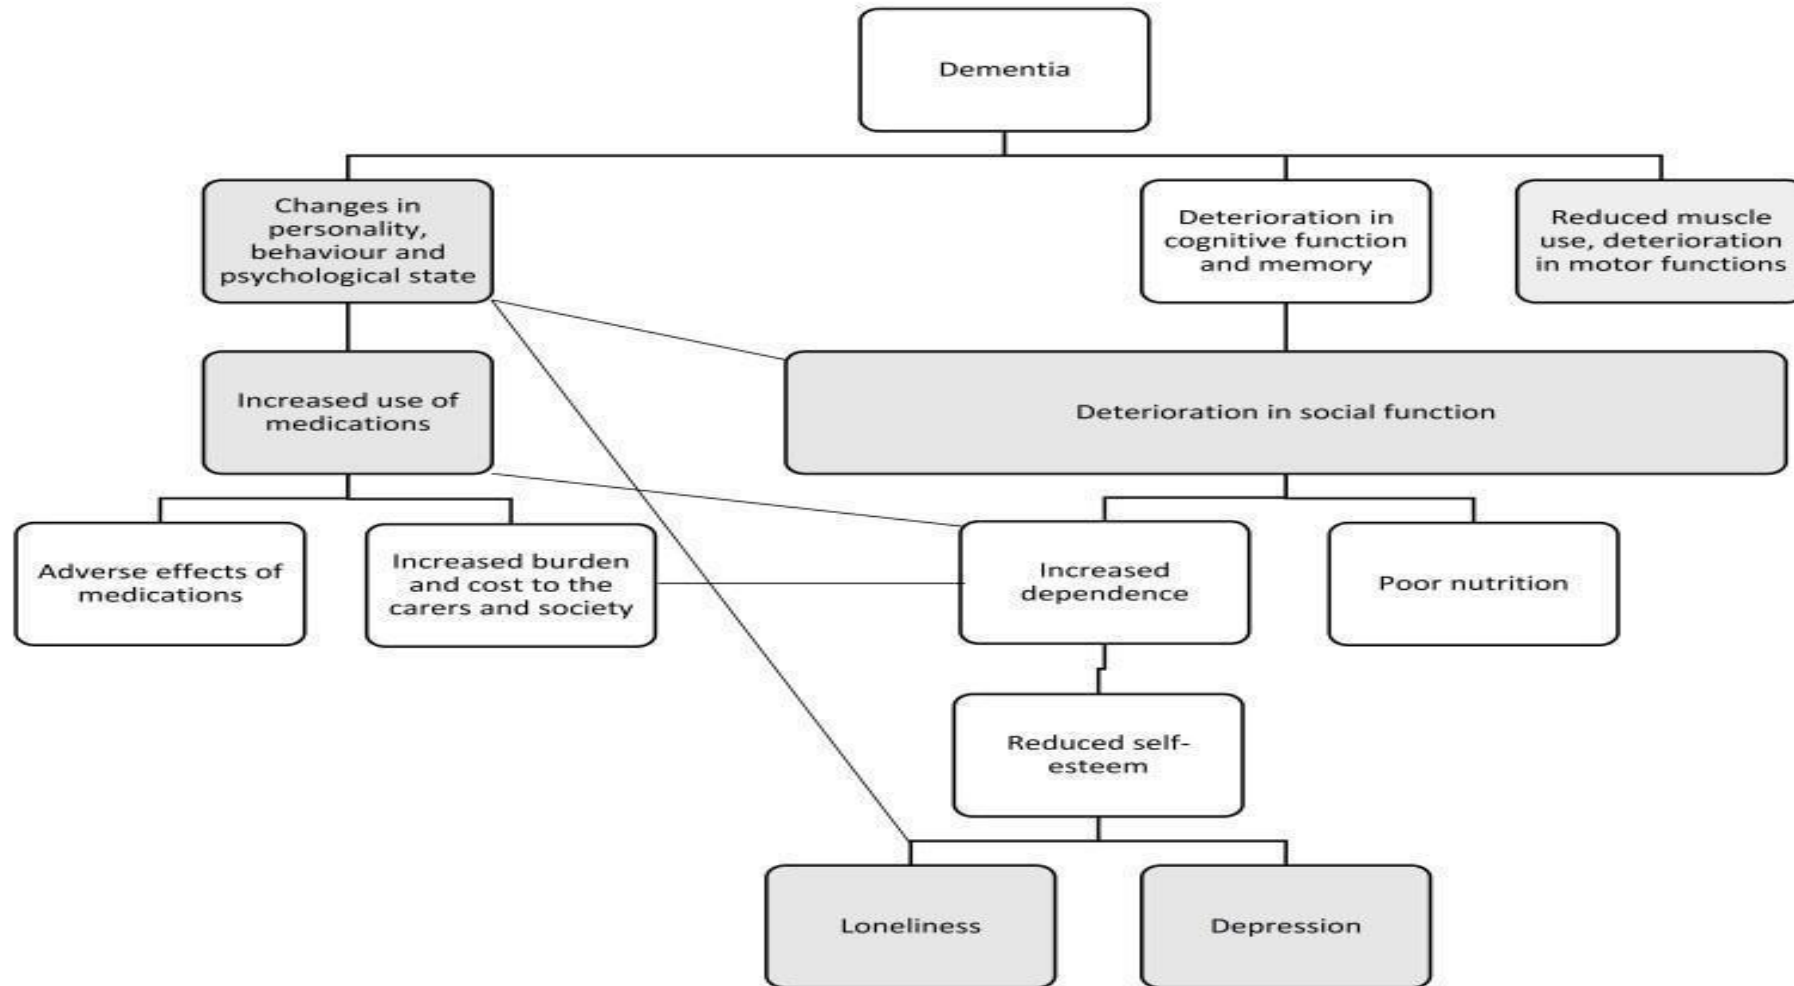 Dementia
Changes in
personality,
behaviour and
psychological state
Deterioration in
cognitive function
and memory
Reduced muscle
use, deterioration
in motor functions
Increased use of
medications
Deterioration in social function
Adverse effects of
medications
Increased burden
and cost to the
carers and society
Increased
dependence
Poor nutrition
Reduced self-
esteem
Loneliness
Depression